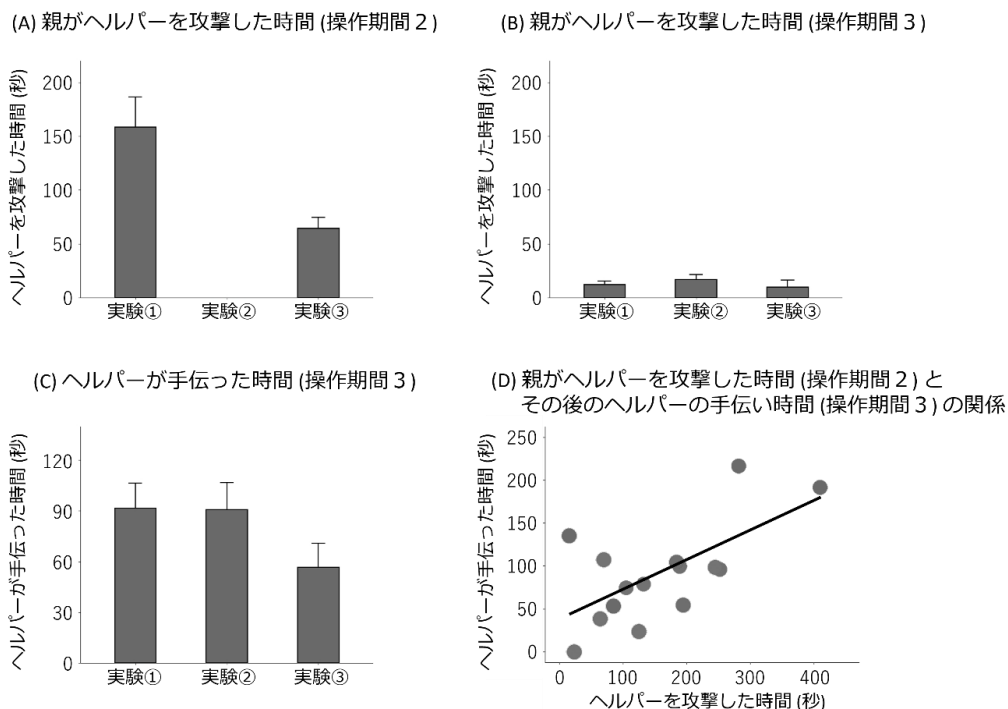 (A) 親がヘルパーを攻撃した時間 (操作期間２)
ヘルパーを攻撃した時間 (秒)
200
150
100
50
0
実験① 実験② 実験③
(B) 親がヘルパーを攻撃した時間 (操作期間３)
ヘルパーを攻撃した時間 (秒)
200
150
100
50
0
実験① 実験② 実験③
(C) ヘルパーが手伝った時間 (操作期間３)
ヘルパーが手伝った時間 (秒)
120
90
60
30
0
実験① 実験② 実験③
(D) 親がヘルパーを攻撃した時間 (操作期間２) と
その後のヘルパーの手伝い時間 (操作期間３) の関係
ヘルパーが手伝った時間 (秒)
250
200
150
100
50
0
0 100 200 300 400
ヘルパーを攻撃した時間 (秒)